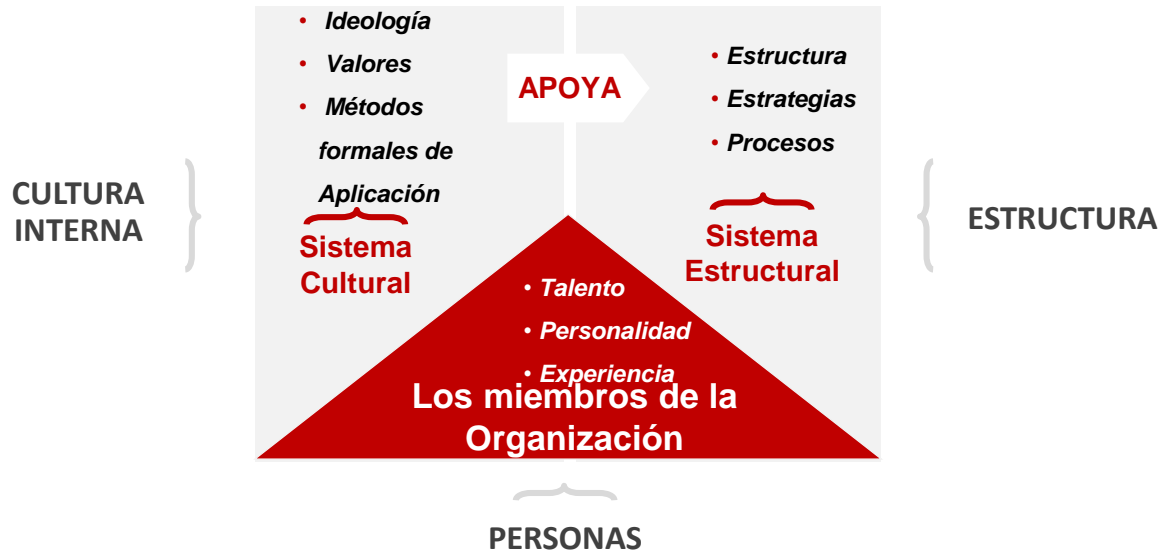 • Ideología
• Valores
• Métodos
formales de
Aplicación
Sistema
Cultural
APOYA
• Estructura
• Estrategias
• Procesos
Sistema
Estructural
CULTURA
INTERNA
ESTRUCTURA
• Talento
• Personalidad
• Experiencia
Los miembros de la
Organización
PERSONAS